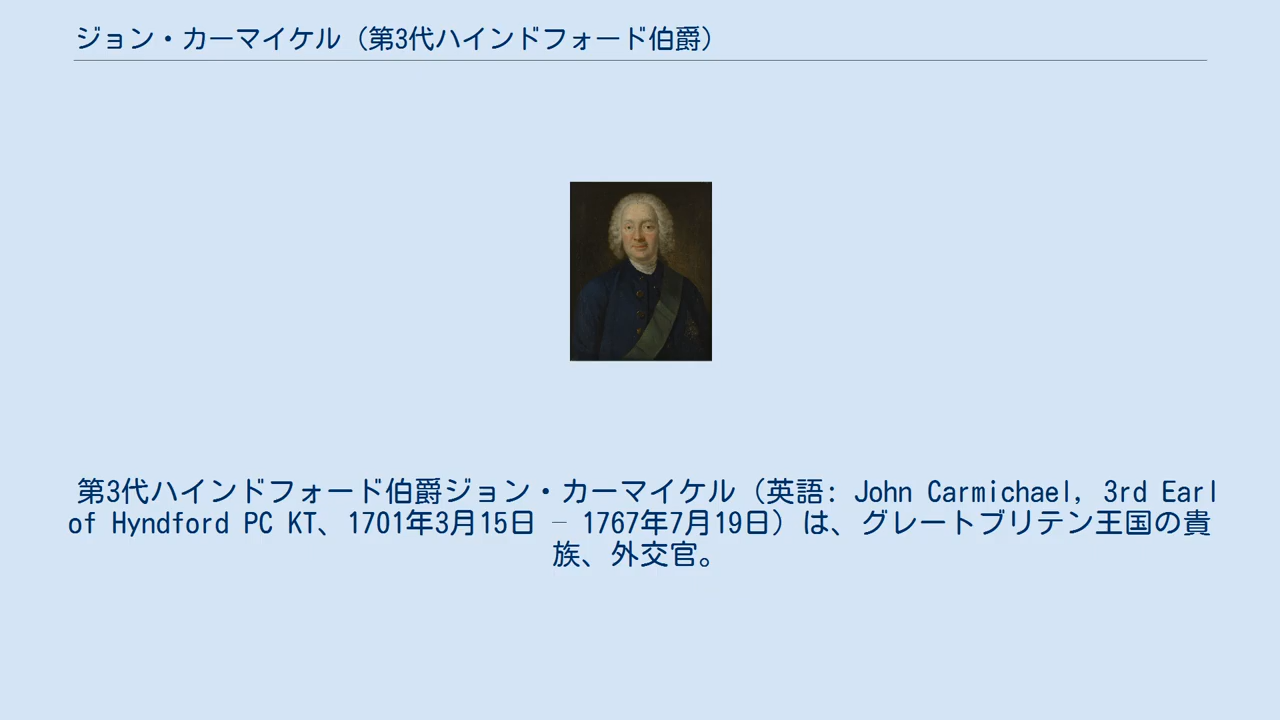 ジョン・カーマイケル（第3代ハインドフォード伯爵）
第3代ハインドフォード伯爵ジョン・カーマイケル（英語: John Carmichael, 3rd Earl
of Hyndford PC KT、1701年3月15日 – 1767年7月19日）は、グレートブリテン王国の貴
族、外交官。